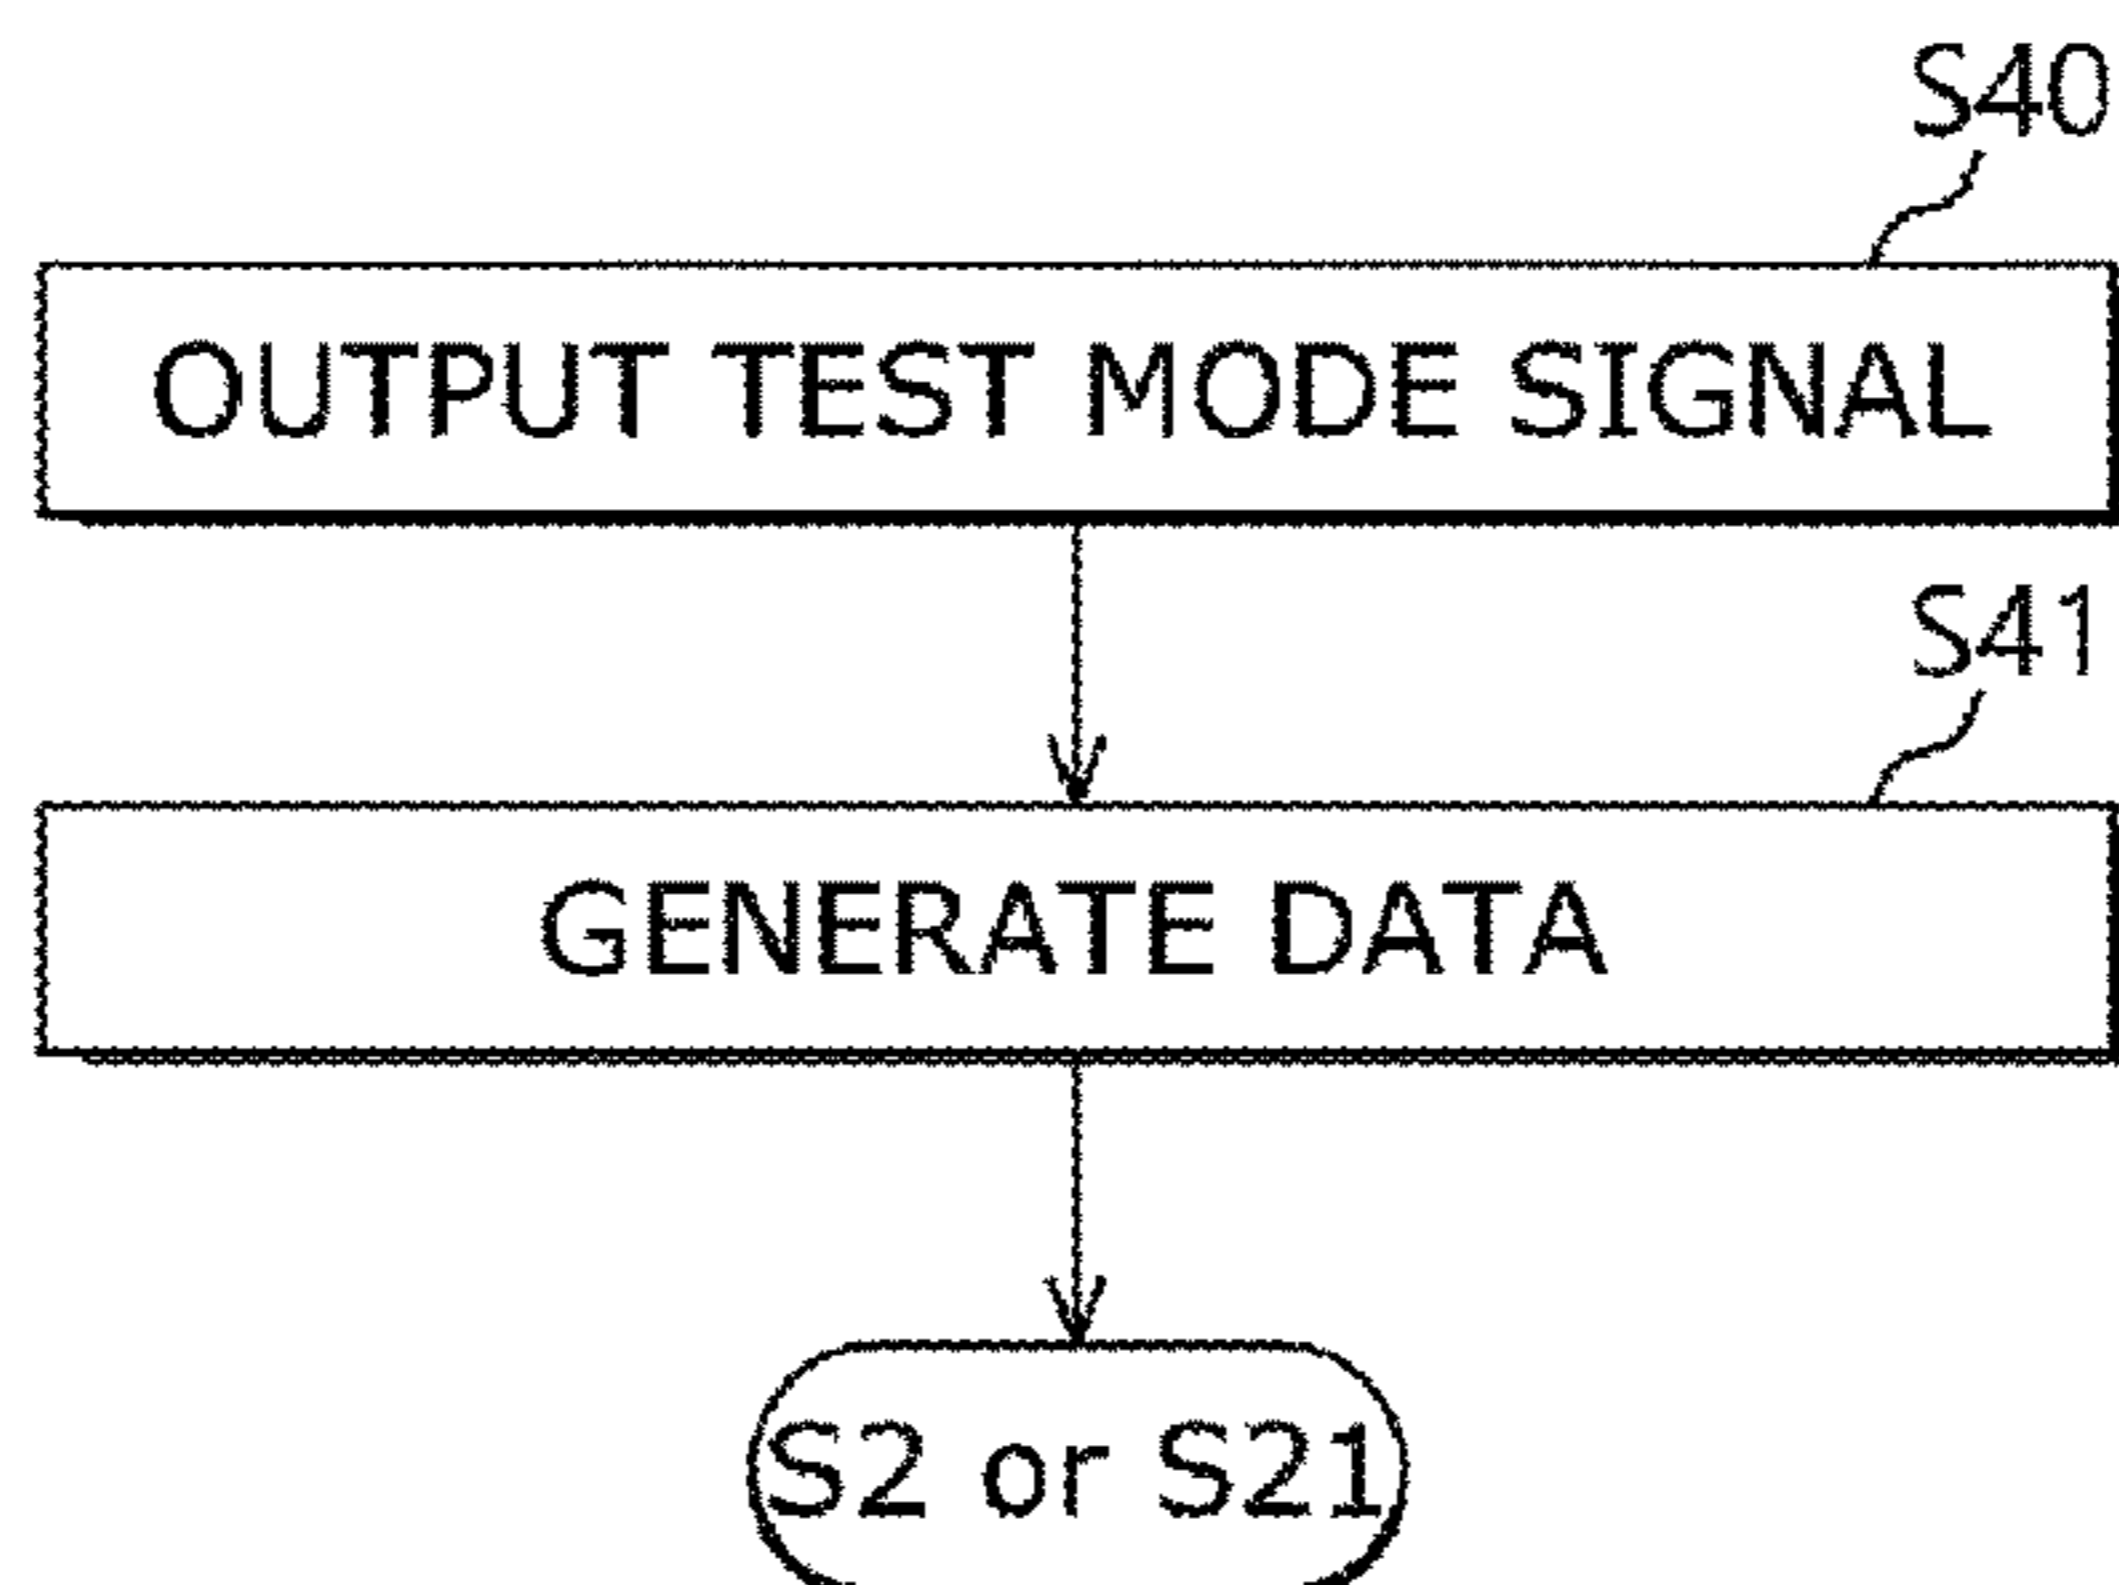 S40
OUTPUT TEST MODE SIGNAL
S41
GENERATE DATA
S2 or S21